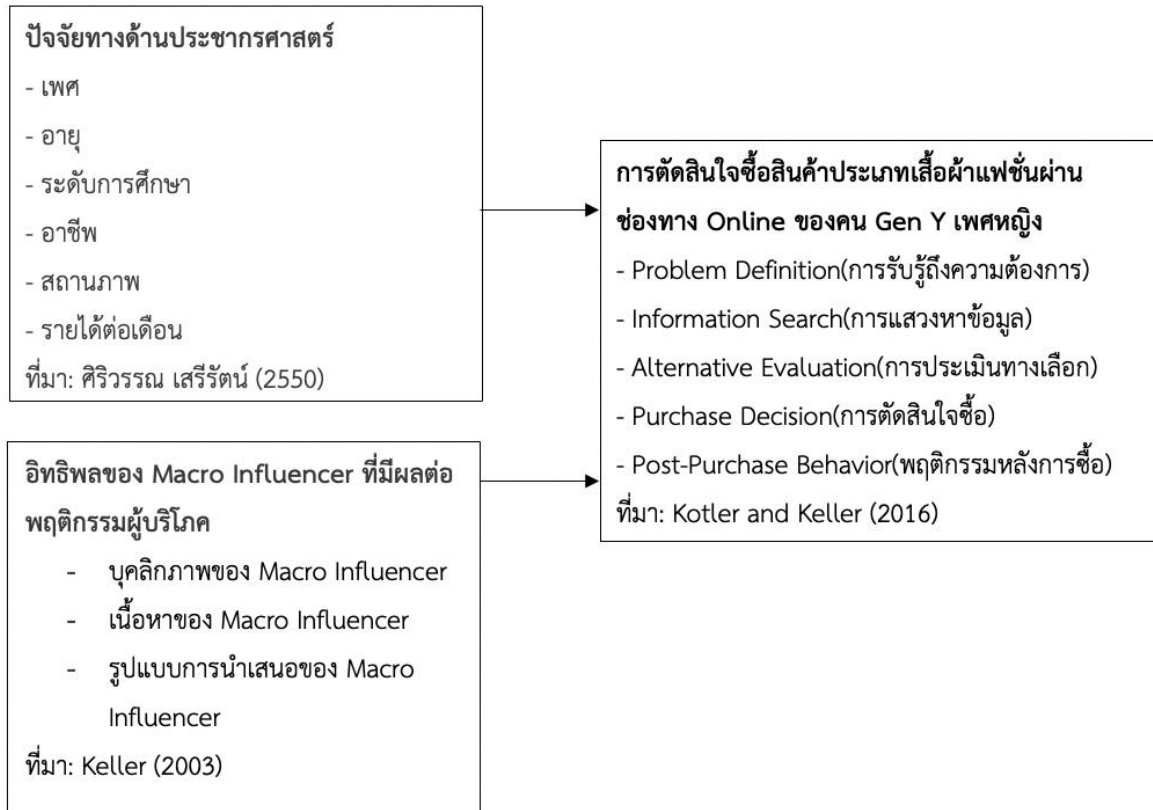 ปัจจัยทางด้านประชากรศาสตร์
- เพศ
- อายุ
- ระดับการศึกษา
- อาชีพ
- สถานภาพ
- รายได้ต่อเดือน
ที่มา: ศิริวรรณ เสรีรัตน์ (2550)
อิทธิพลของ Macro Influencer ที่มีผลต่อ
พฤติกรรมผู้บริโภค
- บุคลิกภาพของ Macro Influencer
- เนื้อหาของ Macro Influencer
- รูปแบบการนำเสนอของ Macro
Influencer
ที่มา: Keller (2003)
การตัดสินใจซื้อสินค้าประเภทเสื้อผ้าแฟชั่นผ่าน
ช่องทาง Online ของคน Gen Y เพศหญิง
- Problem Definition(การรับรู้ถึงความต้องการ)
- Information Search(การแสวงหาข้อมูล)
- Alternative Evaluation(การประเมินทางเลือก)
- Purchase Decision(การตัดสินใจซื้อ)
- Post-Purchase Behavior(พฤติกรรมหลังการซื้อ)
ที่มา: Kotler and Keller (2016)